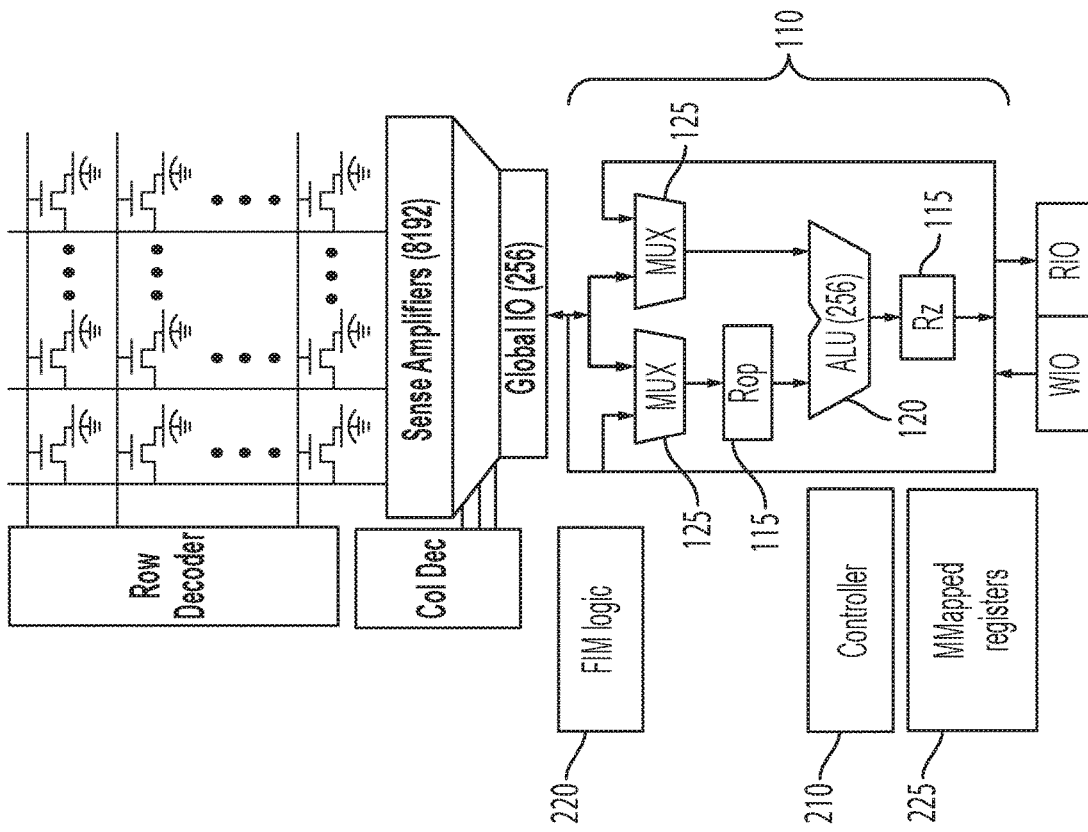 Row
Decoder
Col Dec
Sense Amplifiers (8192)
Global IO (256)
FIM logic
220
MUX
MUX
125
125
110
Rop
115
ALU (256)
120
Rz
115
Controller
210
MMapped
registers
225
WIO
RIO